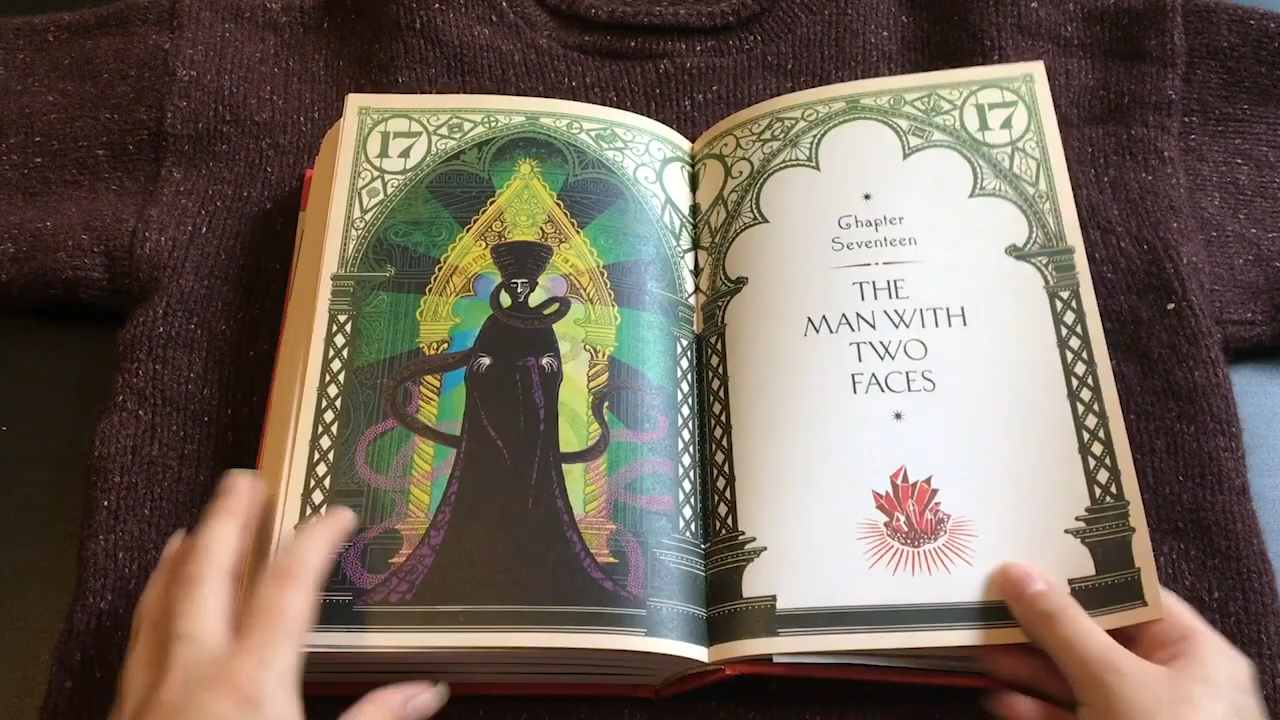 17
17
Chapter
Seventeen
THE
MAN WITH
TWO
FACES